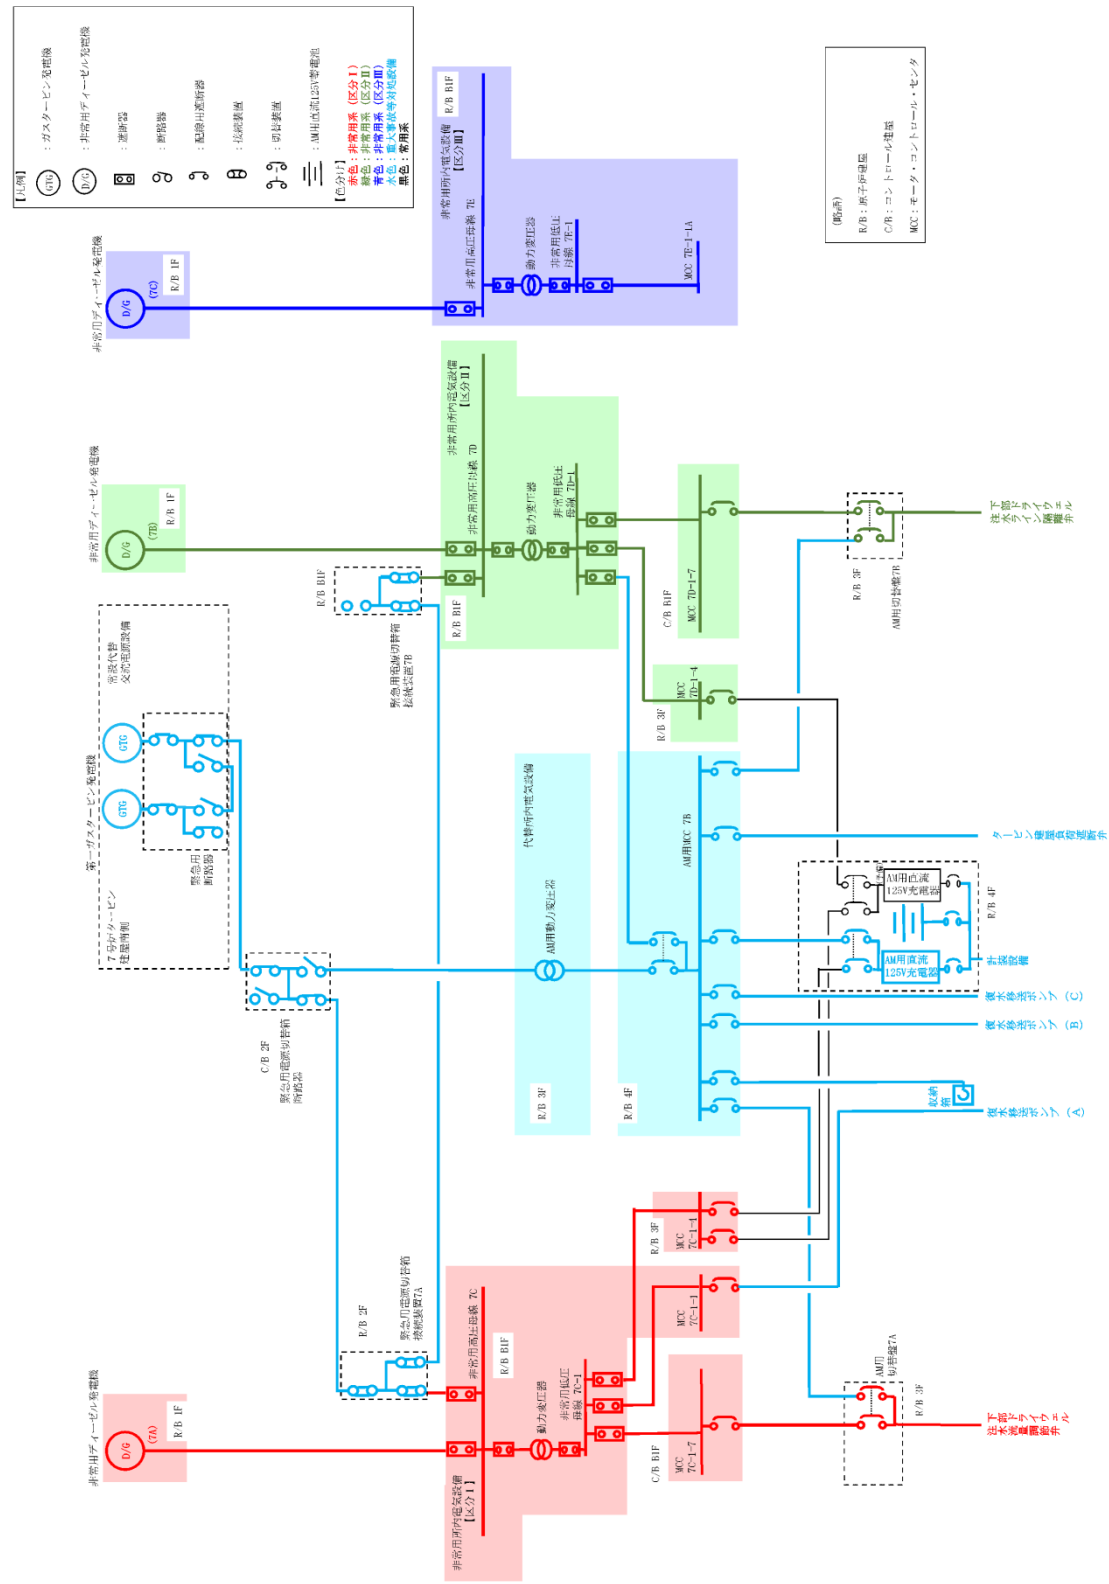 【凡例】
GTG
：ガスタービン発電機
D/G
：非常用ディーゼル発電機
：遮断器
：断路器
：配線用遮断器
：接続装置
：切替装置
：AM用直流125V蓄電池
【色分け】
赤色：非常用系（区分Ⅰ）
緑色：非常用系（区分Ⅱ）
青色：非常用系（区分Ⅲ）
水色：重大事故等対処設備
黒色：常用系
（略語）
R/B：原子炉建屋
C/B：コントロール建屋
MCC：モータ・コントロール・センタ
非常用ディーゼル発電機
D/G
(7A)
R/B 1F
第一ガスタービン発電機
7号炉タービン
建屋南側
緊急用
断路器
GTG
GTG
常設代替
交流電源設備
非常用ディーゼル発電機
D/G
(7B)
R/B 1F
非常用ディーゼル発電機
D/G
(7C)
R/B 1F
C/B 2F
緊急用電源切替箱
断路器
R/B 2F
緊急用電源切替箱
接続装置7A
R/B B1F
緊急用電源切替箱
接続装置7B
非常用所内電気設備
【区分Ⅰ】
非常用高圧母線 7C
R/B B1F
動力変圧器
非常用低圧
母線 7C-1
C/B B1F
MCC
7C-1-7
MCC
7C-1-1
R/B 3F
MCC
7C-1-4
代替所内電気設備
AM用動力変圧器
R/B 3F
R/B 4F
AM用MCC 7B
非常用所内電気設備
【区分Ⅱ】
非常用高圧母線 7D
R/B B1F
動力変圧器
非常用低圧
母線 7D-1
R/B 3F
MCC
7D-1-4
C/B B1F
MCC 7D-1-7
R/B B1F
非常用所内電気設備
【区分Ⅲ】
非常用高圧母線 7E
動力変圧器
非常用低圧
母線 7E-1
MCC 7E-1-1A
AM用
切替盤7A
R/B 3F
R/B 3F
AM用切替盤7B
AM用直流
125V充電器
AM用直流
125V充電器
R/B 4F
下部ドライウェル
注水流量調節弁
復水移送ポンプ (A)
収納
箱
復水移送ポンプ (B)
復水移送ポンプ (C)
計装設備
タービン建屋負荷遮断弁
下部ドライウェル
注水ライン隔離弁